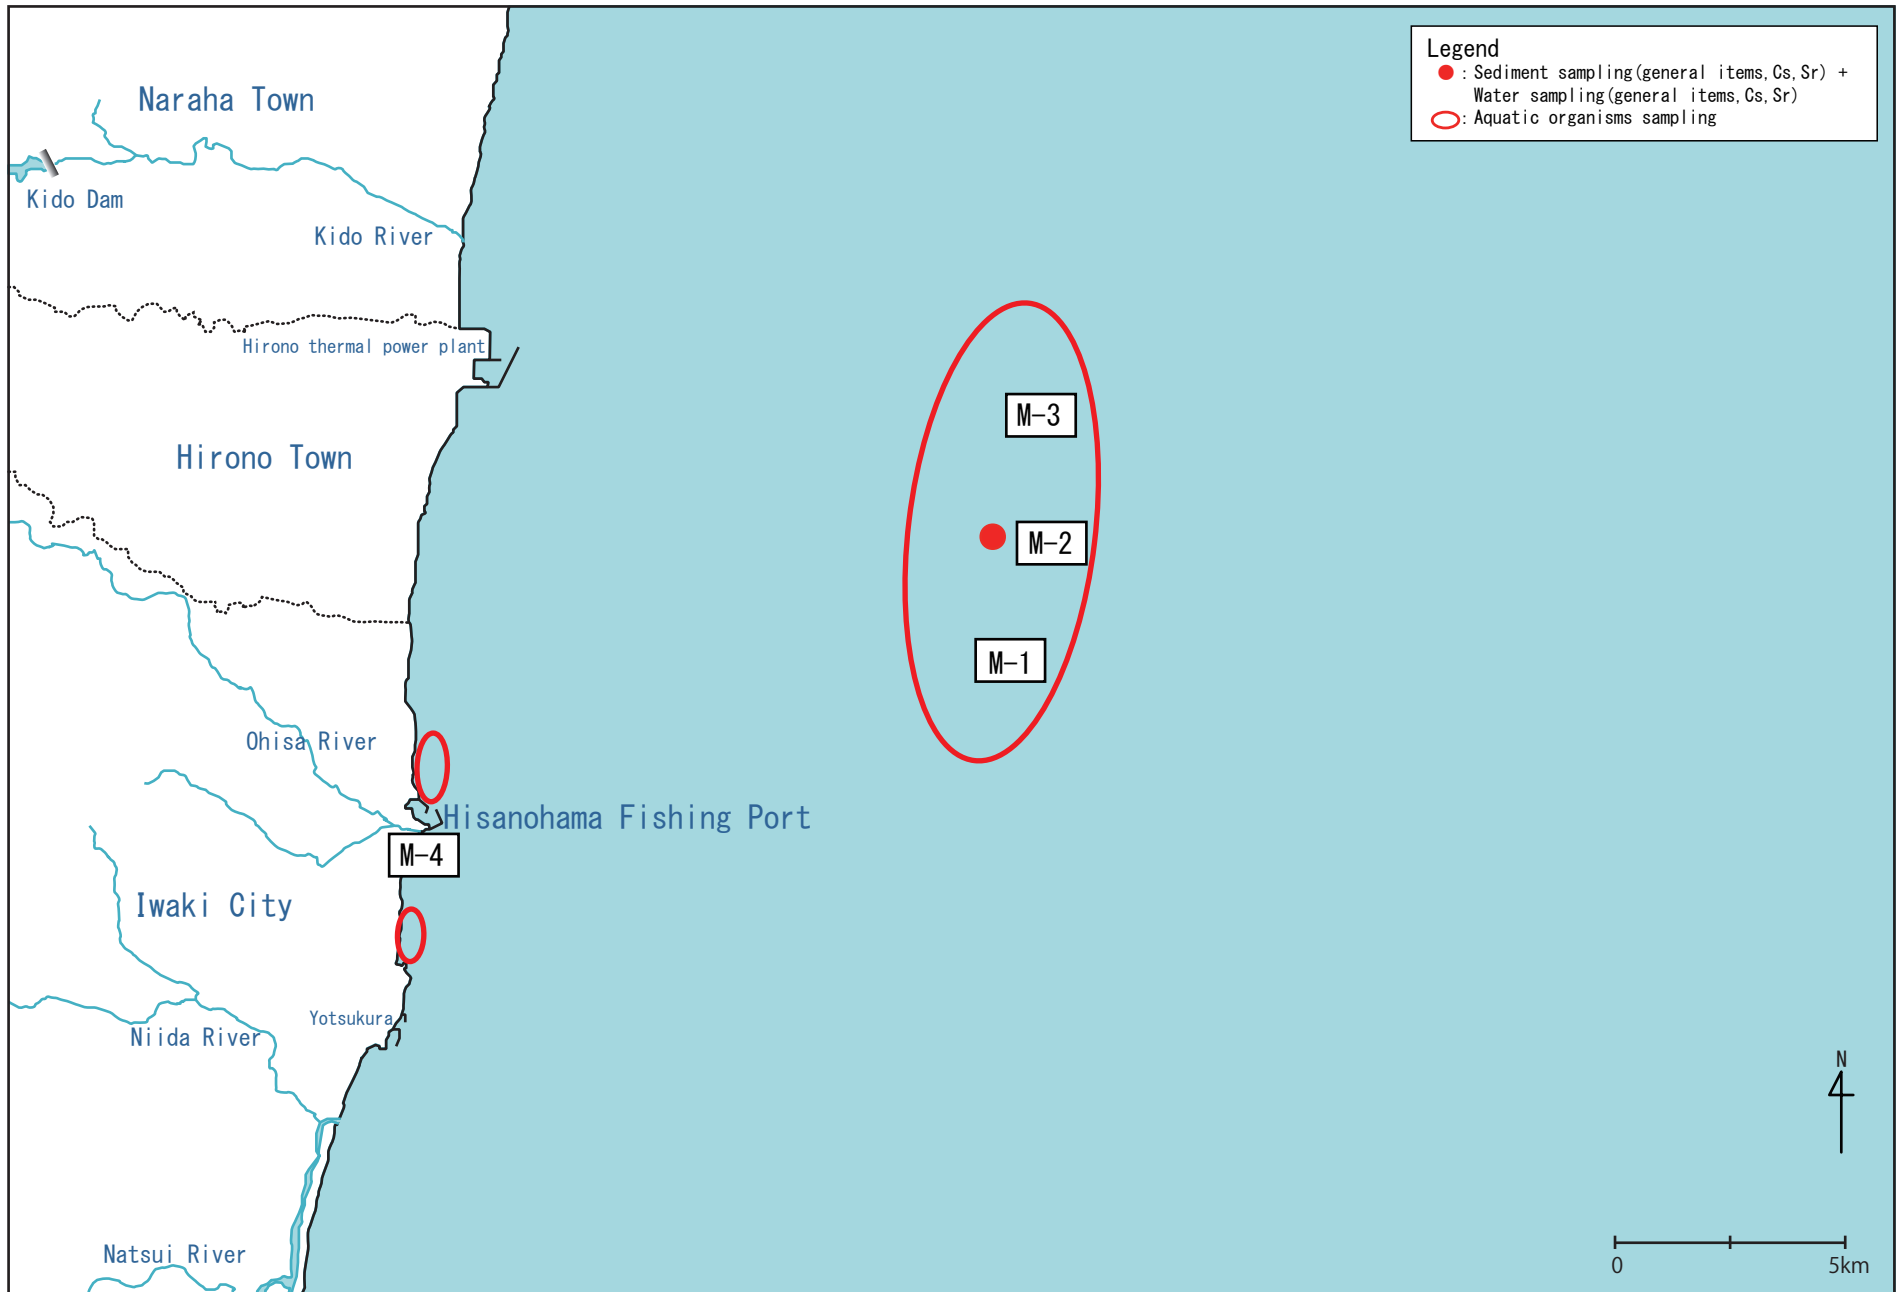 Legend
: Sediment sampling(general items,Cs,Sr) +
Water sampling(general items,Cs,Sr)
: Aquatic organisms sampling
Naraha Town
Kido Dam
Kido River
Hirono thermal power plant
M-3
Hirono Town
M-2
M-1
Ohisa River
Hisanohama Fishing Port
M-4
Iwaki City
Yotsukura
Niida River
N
Natsui River
0 5km